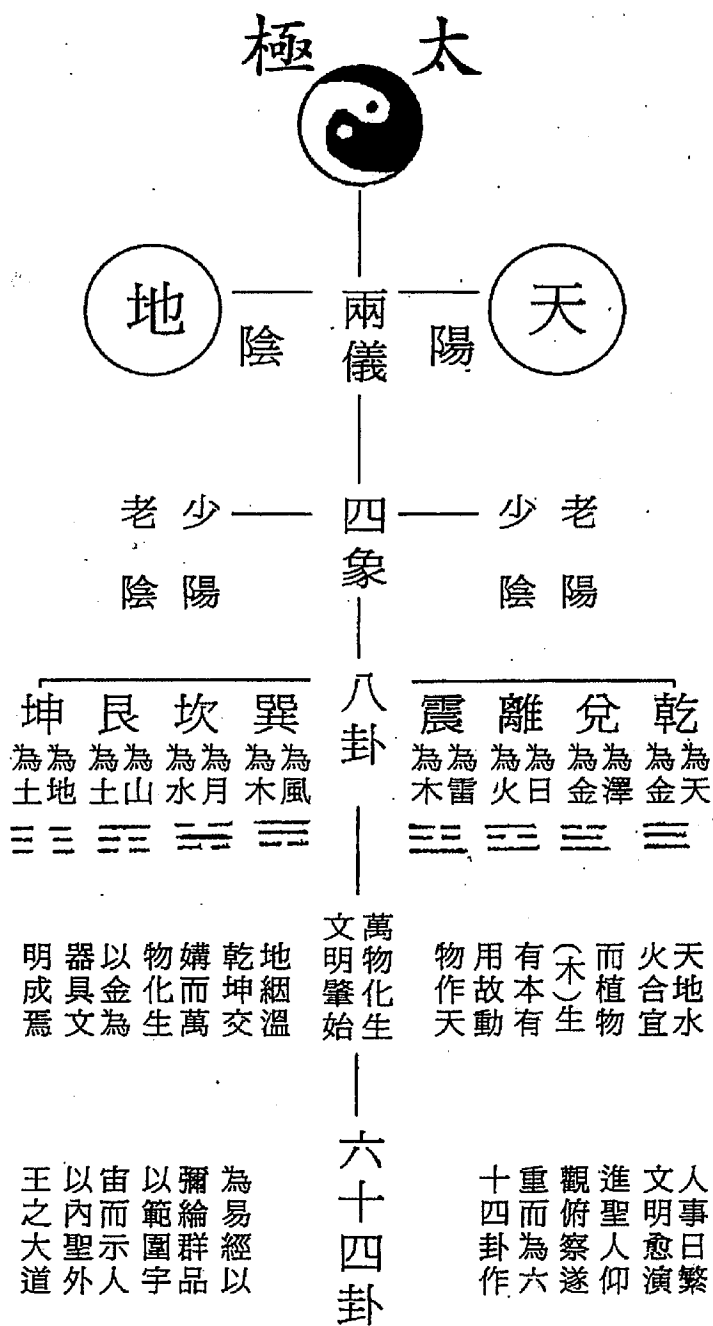 太極
天
陽
兩儀
陰
地
四象
老陽
少陰
少陽
老陰
八卦
乾
為天
為金
兌
為澤
為金
離
為日
為火
震
為雷
為木
巽
為風
為木
坎
為月
為水
艮
為山
為土
坤
為地
為土
萬物化生
文明肇始
天地水
火合宜
而植物
(木)生
有本有
用故動
物作天
地絪溫
乾坤交
媾而萬
物化生
以金為
器具文
明成焉
六十四卦
人事日繁
文明愈演
進聖人仰
觀俯察遂
重而為六
十四卦作
為易經以
彌綸群品
以範圍宇
宙而示人
以內聖外
王之大道